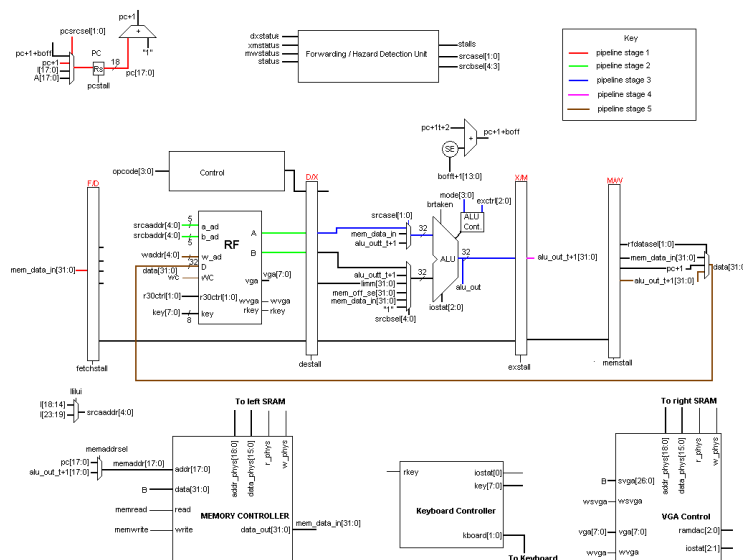 pc+1
pcsrcsel[1:0]
+
"1"
pc+1+boff
pc+1
I[17:0]
A[17:0]
PC
Rs
18
pc[17:0]
pcstall
dxstatus
xmstatus
mwstatus
status
Forwarding / Hazard Detection Unit
stalls
srcasel[1:0]
srcbsel[4:3]
Key
pipeline stage 1
pipeline stage 2
pipeline stage 3
pipeline stage 4
pipeline stage 5
pc+1t+2
+
pc+1+boff
SE
bofft+1[13:0]
opcode[3:0]
Control
F/D
D/X
X/M
M/W
mode[3:0]
exctrl[2:0]
brtaken
ALU
Cont.
srcaaddr[4:0]
srcbaddr[4:0]
5
5
a_ad
b_ad
RF
A
B
waddr[4:0]
data[31:0]
32
wc
w_ad
D
WC
vga[7:0]
vga
r30ctrl[1:0]
r30ctrl[1:0]
wvga
wvga
key[7:0]
8
key
rkey
rkey
srcasel[1:0]
mem_data_in
alu_outt_t+1
32
alu_outt_t+1
limm[31:0]
mem_off_se[31:0]
mem_data_in[31:0]
"1"
srcbsel[4:0]
32
ALU
32
alu_out
iostat[2:0]
alu_out_t+1[31:0]
rfdatasel[1:0]
mem_data_in[31:0]
pc+1
alu_out_t+1[31:0]
data[31:0
mem_data_in[31:0]
fetchstall
destall
exstall
memstall
llilui
I[18:14]
I[23:19]
srcaaddr[4:0]
memaddrsel
pc[17:0]
alu_out_t+1[17:0]
memaddr[17:0]
To left SRAM
addr_phys[18:0]
data_phys[15:0]
r_phys
w_phys
addr[17:0]
B
data[31:0]
MEMORY CONTROLLER
memread
read
memwrite
write
data_out[31:0]
mem_data_in[31:0]
rkey
iostat[0]
key[7:0]
Keyboard Controller
kboard[1:0]
To Keyboard
To right SRAM
addr_phys[18:0]
data_phys[15:0]
r_phys
w_phys
B
svga[26:0]
wsvga
wsvga
VGA Control
vga[7:0]
vga[7:0]
ramdac[2:0]
wvga
wvga
iostat[2:1]